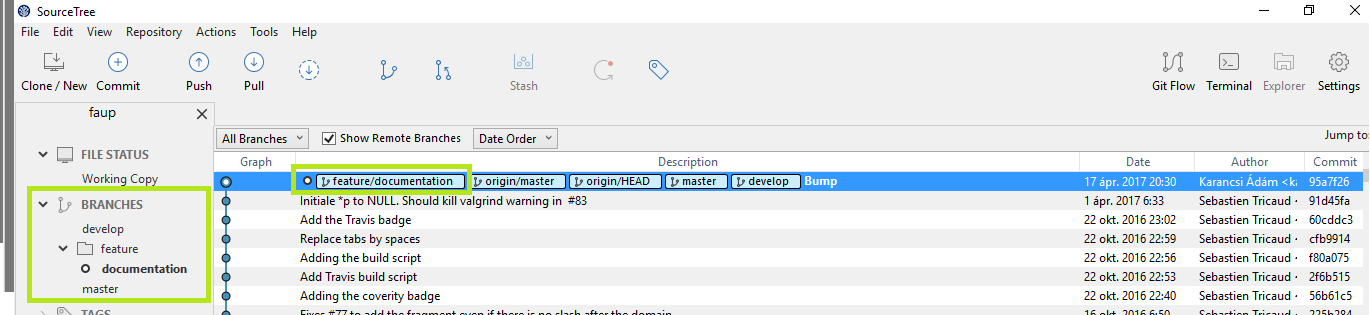 SourceTree
File Edit View Repository Actions Tools Help
Clone / New Commit Push Pull Stash Git Flow Terminal Explorer Settings
faup
All Branches Show Remote Branches Date Order Jump to:
FILE STATUS
Working Copy
BRANCHES
develop
feature
documentation
master
TAGS
Graph Description Date Author Commit
feature/documentation origin/master origin/HEAD master develop Bump 17 ápr. 2017 20:30 Karancsi Ádám <ka 95a7f26
Initiale *p to NULL. Should kill valgrind warning in #83 1 ápr. 2017 6:33 Sebastien Tricaud < 91d45fa
Add the Travis badge 22 okt. 2016 23:02 Sebastien Tricaud < 60cddc3
Replace tabs by spaces 22 okt. 2016 22:59 Sebastien Tricaud < cfb9914
Adding the build script 22 okt. 2016 22:56 Sebastien Tricaud < f80a075
Add Travis build script 22 okt. 2016 22:53 Sebastien Tricaud < 2f6b515
Adding the coverity badge 22 okt. 2016 22:40 Sebastien Tricaud < 56b61c5
Fixes #77 to add the fragment even if there is no slash after the domain 16 okt. 2016 6:50 Sebastien Tricaud < 225b284